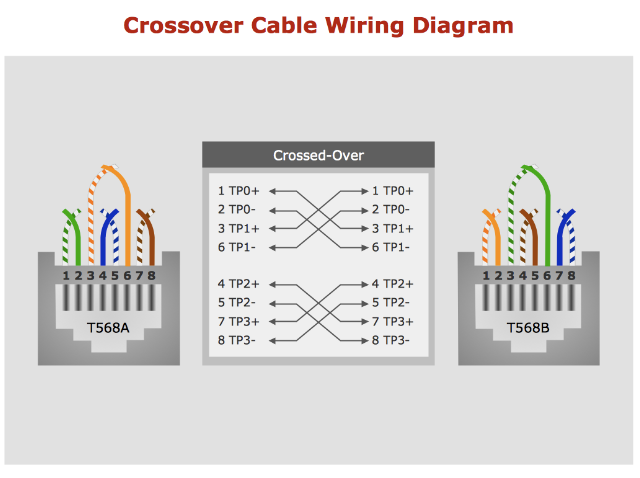 Crossover Cable Wiring Diagram
Crossed-Over
1 TP0+ 1 TP0+
2 TP0- 2 TP0-
3 TP1+ 3 TP1+
6 TP1- 6 TP1-
4 TP2+ 4 TP2+
5 TP2- 5 TP2-
7 TP3+ 7 TP3+
8 TP3- 8 TP3-
1 2 3 4 5 6 7 8
T568A
1 2 3 4 5 6 7 8
T568B